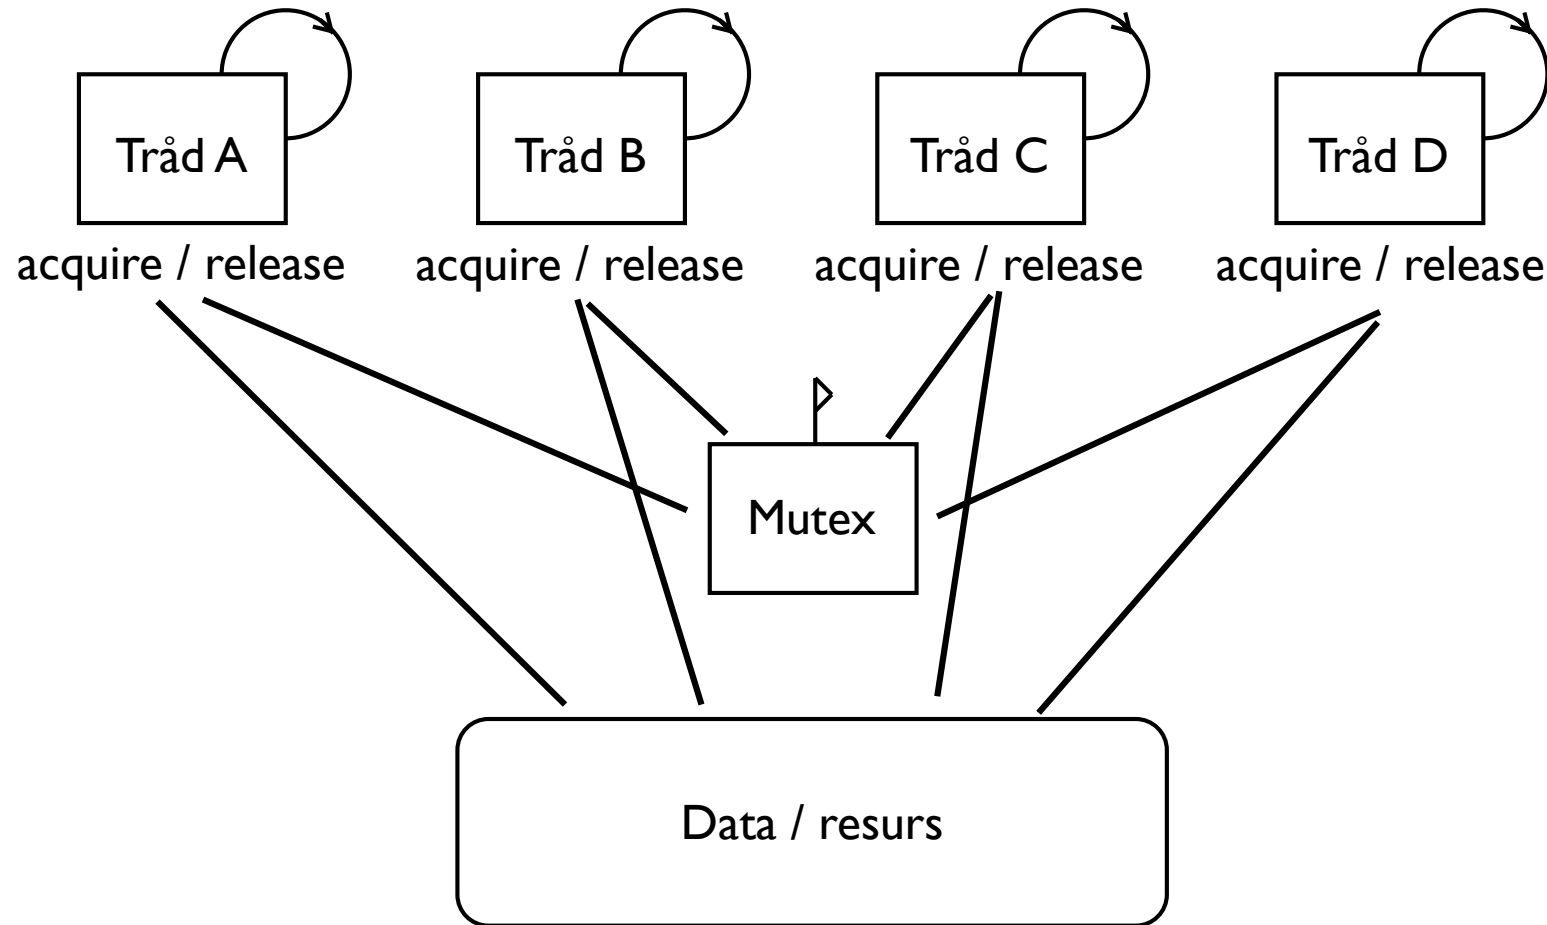 Tråd A Tråd B Tråd C Tråd D
acquire / release acquire / release acquire / release acquire / release
Mutex
Data / resurs